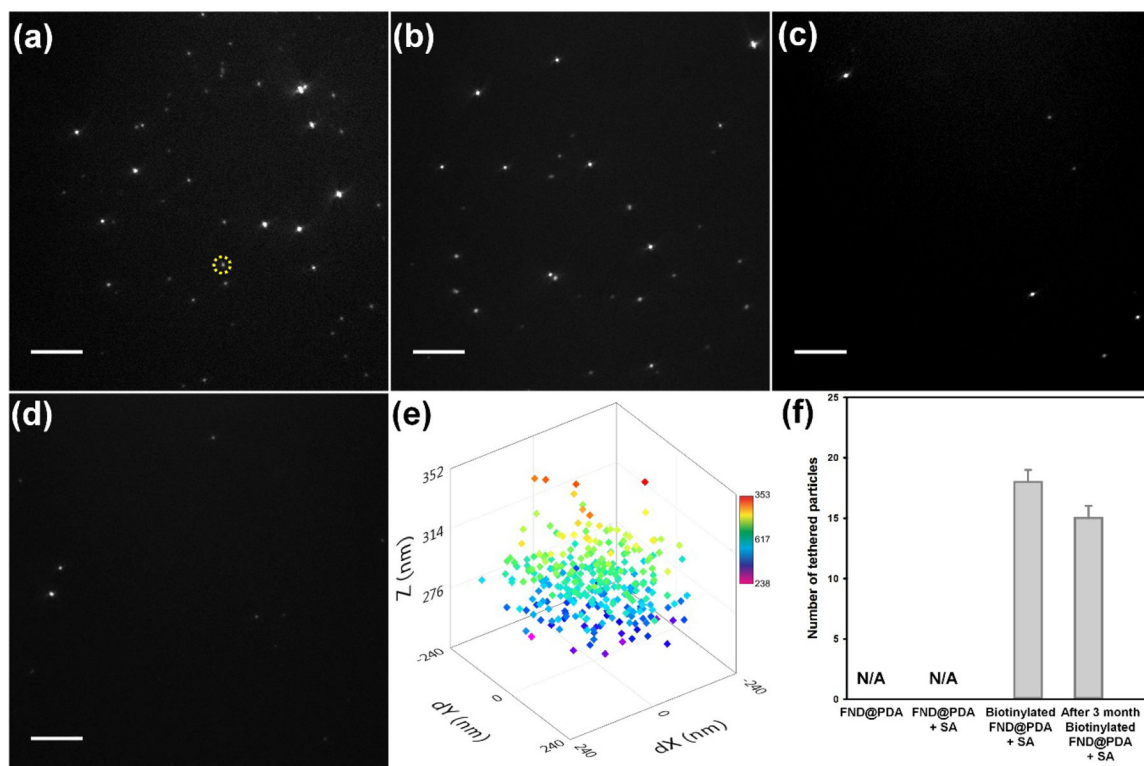 (a)
(b)
(c)
(d)
(e)
352
314
276
-240
Z (nm)
0
dY (nm)
240
240
0
dX (nm)
-240
353
617
238
(f)
Number of tethered particles
25
20
15
10
5
0
N/A
N/A
FND@PDA
FND@PDA
+ SA
Biotinylated
FND@PDA
+ SA
After 3 month
Biotinylated
FND@PDA
+ SA